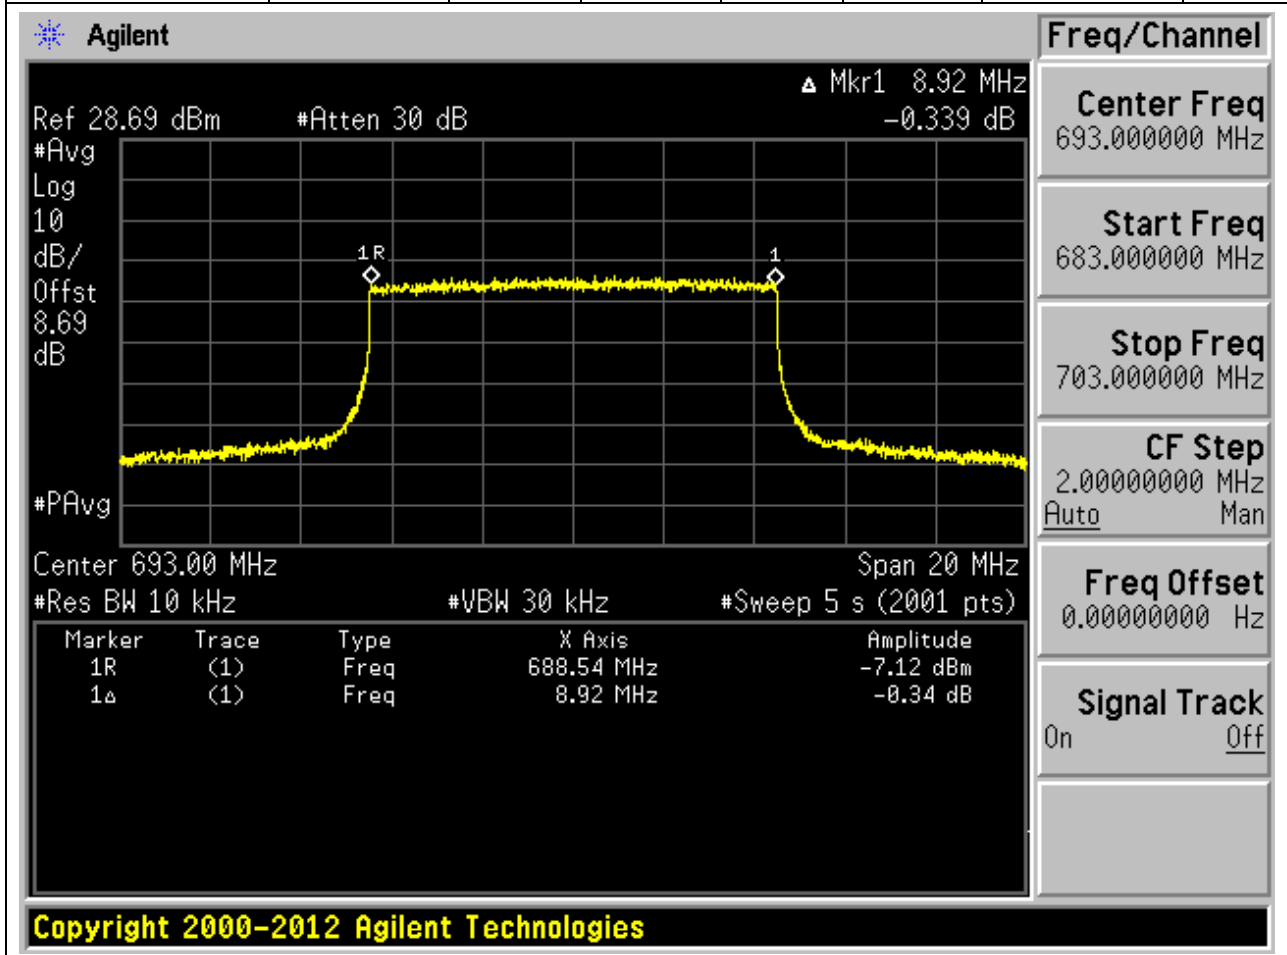 Agilent
Freq/Channel
▵ Mkr1 8.92 MHz
Ref 28.69 dBm #Atten 30 dB -0.339 dB
#Avg
Log
10
dB/
Offst
8.69
dB
1R
1
#PAvg
Center 693.00 MHz Span 20 MHz
#Res BW 10 kHz #VBW 30 kHz #Sweep 5 s (2001 pts)
Marker Trace Type X Axis Amplitude
1R (1) Freq 688.54 MHz -7.12 dBm
1▵ (1) Freq 8.92 MHz -0.34 dB
Center Freq
693.000000 MHz
Start Freq
683.000000 MHz
Stop Freq
703.000000 MHz
CF Step
2.00000000 MHz
Auto Man
Freq Offset
0.00000000 Hz
Signal Track
On Off
Copyright 2000-2012 Agilent Technologies